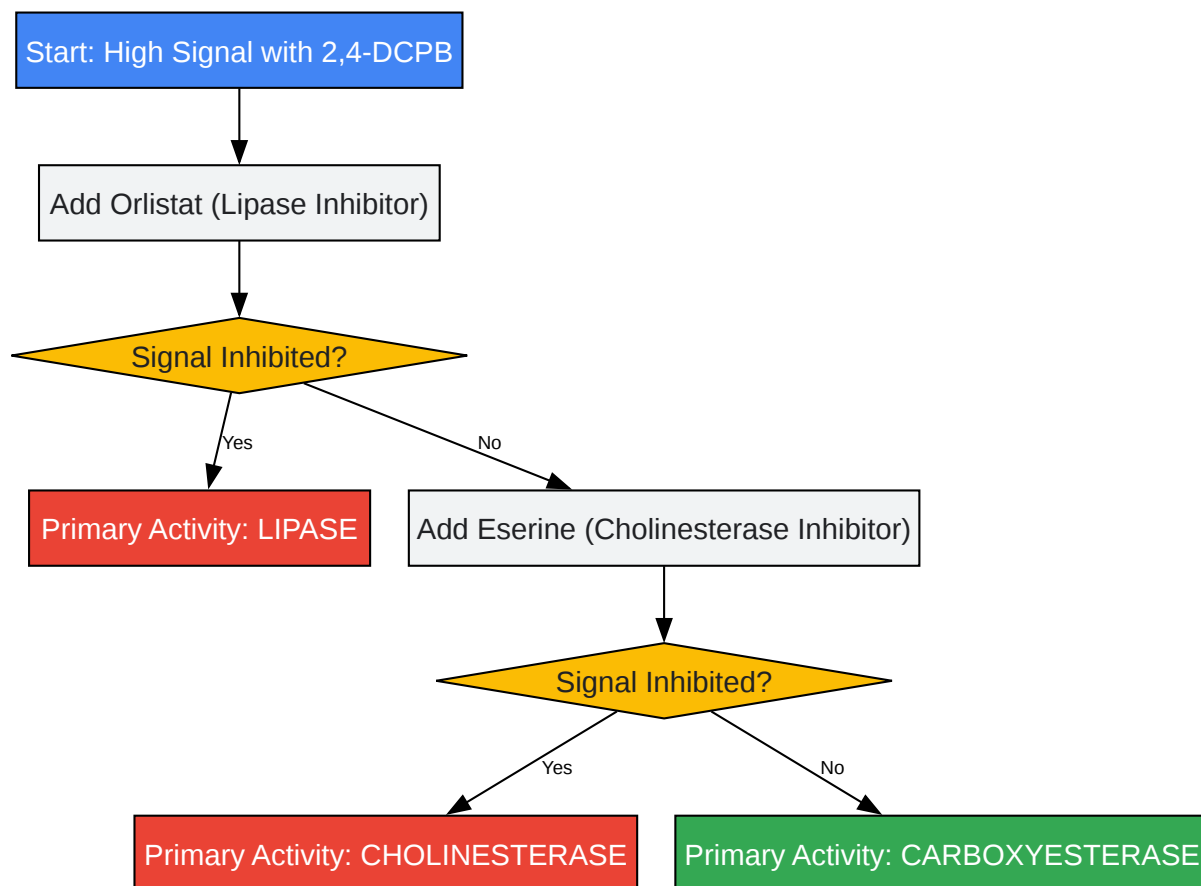 Start: High Signal with 2,4-DCPB
Add Orlistat (Lipase Inhibitor)
Signal Inhibited?
Yes
No
Primary Activity: LIPASE
Add Eserine (Cholinesterase Inhibitor)
Signal Inhibited?
Yes
No
Primary Activity: CHOLINESTERASE
Primary Activity: CARBOXYESTERASE